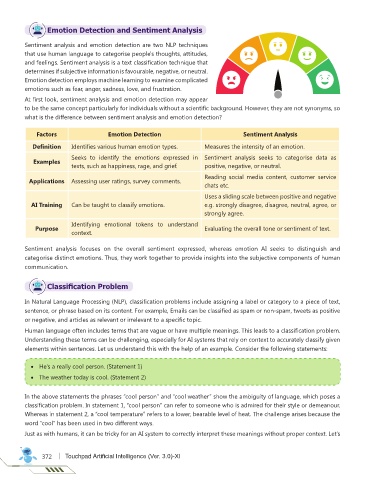 Emotion Detection and Sentiment Analysis
Sentiment analysis and emotion detection are two NLP techniques
that use human language to categorise people's thoughts, attitudes,
and feelings. Sentiment analysis is a text classification technique that
determines if subjective information is favourable, negative, or neutral.
Emotion detection employs machine learning to examine complicated
emotions such as fear, anger, sadness, love, and frustration.
At first look, sentiment analysis and emotion detection may appear
to be the same concept particularly for individuals without a scientific background. However, they are not synonyms, so
what is the difference between sentiment analysis and emotion detection?
Factors Emotion Detection Sentiment Analysis
Definition Identifies various human emotion types. Measures the intensity of an emotion.
Examples Seeks to identify the emotions expressed in texts, such as happiness, rage, and grief. Sentiment analysis seeks to categorise data as positive, negative, or neutral.
Applications Assessing user ratings, survey comments. Reading social media content, customer service chats etc.
AI Training Can be taught to classify emotions. Uses a sliding scale between positive and negative e.g. strongly disagree, disagree, neutral, agree, or strongly agree.
Purpose Identifying emotional tokens to understand context. Evaluating the overall tone or sentiment of text.
Sentiment analysis focuses on the overall sentiment expressed, whereas emotion AI seeks to distinguish and
categorise distinct emotions. Thus, they work together to provide insights into the subjective components of human
communication.
Classification Problem
In Natural Language Processing (NLP), classification problems include assigning a label or category to a piece of text,
sentence, or phrase based on its content. For example, Emails can be classified as spam or non-spam, tweets as positive
or negative, and articles as relevant or irrelevant to a specific topic.
Human language often includes terms that are vague or have multiple meanings. This leads to a classification problem.
Understanding these terms can be challenging, especially for AI systems that rely on context to accurately classify given
elements within sentences. Let us understand this with the help of an example. Consider the following statements:
• He's a really cool person. (Statement 1)
• The weather today is cool. (Statement 2)
In the above statements the phrases "cool person" and "cool weather" show the ambiguity of language, which poses a
classification problem. In statement 1, "cool person" can refer to someone who is admired for their style or demeanour.
Whereas in statement 2, a "cool temperature" refers to a lower, bearable level of heat. The challenge arises because the
word "cool" has been used in two different ways.
Just as with humans, it can be tricky for an AI system to correctly interpret these meanings without proper context. Let's
372 Touchpad Artificial Intelligence (Ver. 3.0)-XI